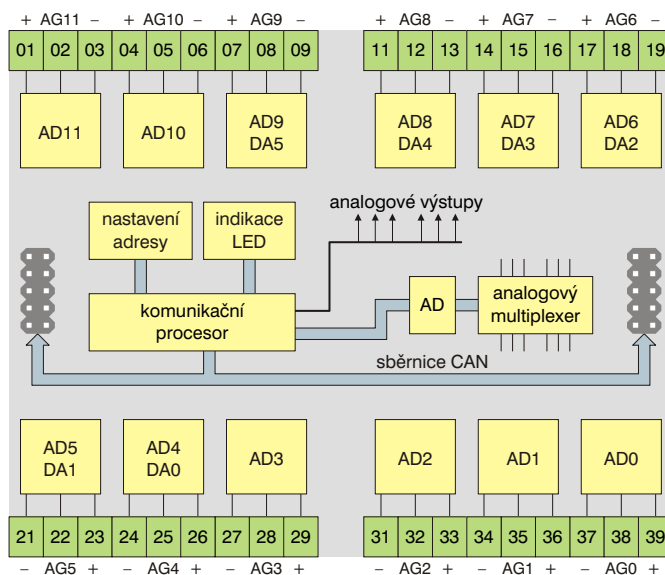 + AG11 − + AG10 − + AG9 − + AG8 − + AG7 − + AG6 −
01 02 03 04 05 06 07 08 09 11 12 13 14 15 16 17 18 19
AD11
AD10
AD9
DA5
AD8
DA4
AD7
DA3
AD6
DA2
analogové výstupy
nastavení
adresy
indikace
LED
komunikační
procesor
AD
analogový
multiplexer
sběrnice CAN
AD5
DA1
AD4
DA0
AD3
AD2
AD1
AD0
21 22 23 24 25 26 27 28 29 31 32 33 34 35 36 37 38 39
− AG5 + − AG4 + − AG3 + − AG2 + − AG1 + − AG0 +